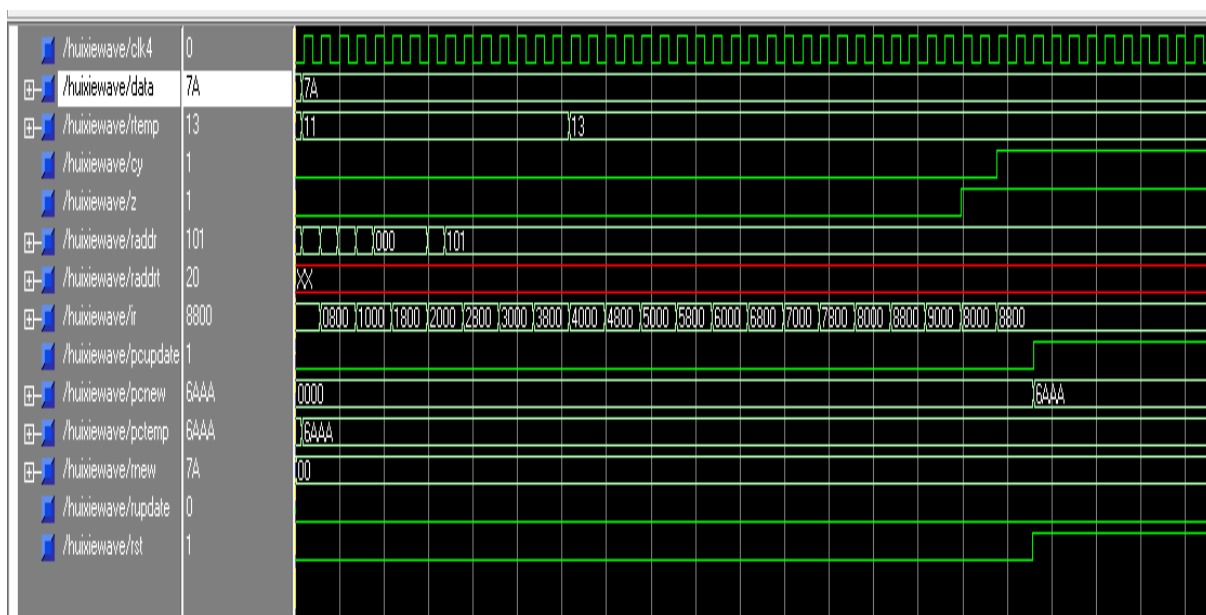 /huixiewave/clk4 0
/huixiewave/data 7A 7A
/huixiewave/rtemp 13 11 13
/huixiewave/cy 1
/huixiewave/z 1
/huixiewave/raddr 101 000 101
/huixiewave/raddrt 20 XX
/huixiewave/ir 8800 0800 1000 1800 2000 2800 3000 3800 4000 4800 5000 5800 6000 6800 7000 7800 8000 8800 9000 8000 8800
/huixiewave/pcupdate 1
/huixiewave/pcnew 6AAA 0000 6AAA
/huixiewave/pctemp 6AAA 6AAA
/huixiewave/rnew 7A 00
/huixiewave/rupdate 0
/huixiewave/rst 1